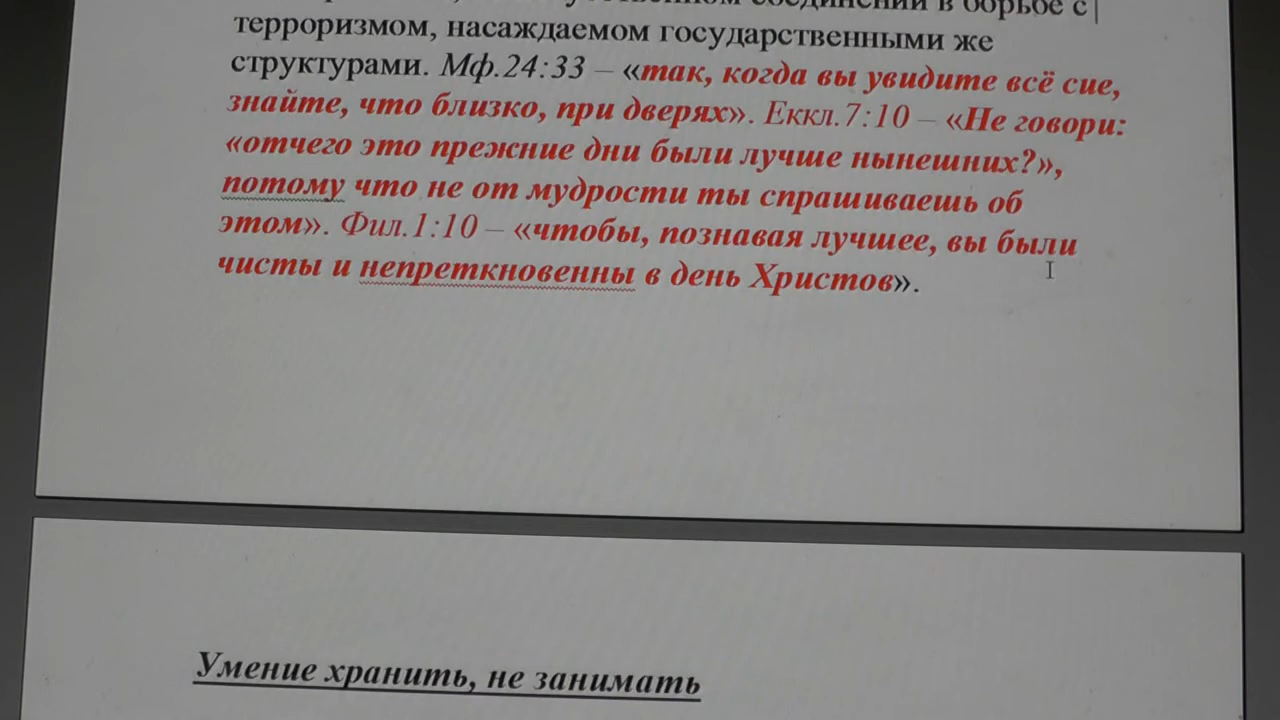 соединении в борьбе с
терроризмом, насаждаемом государственными же
структурами. Мф.24:33 – «так, когда вы увидите всё сие,
знайте, что близко, при дверях». Еккл.7:10 – «Не говори:
«отчего это прежние дни были лучше нынешних?»,
потому что не от мудрости ты спрашиваешь об
этом». Фил.1:10 – «чтобы, познавая лучшее, вы были
чисты и непреткновенны в день Христов».
Умение хранить, не занимать